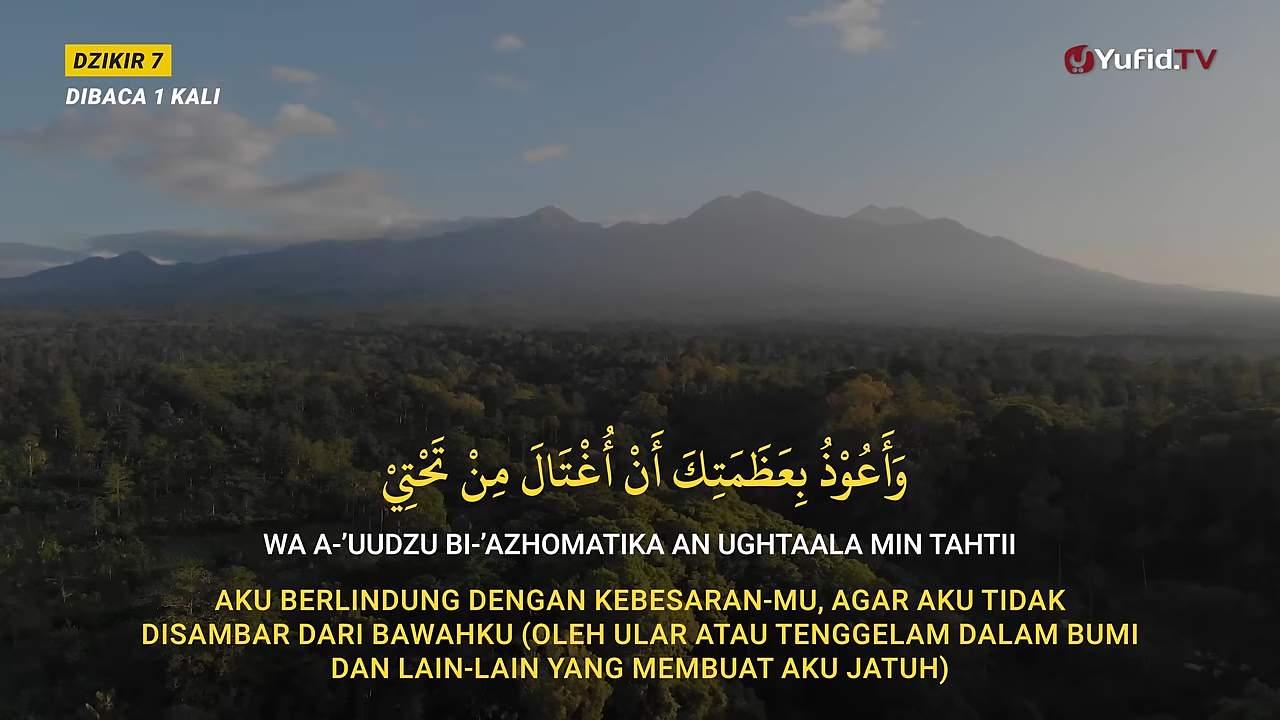 DZIKIR 7
DIBACA 1 KALI
Yufid.TV
وَأَعُوْذُ بِعَظَمَتِكَ أَنْ أُغْتَالَ مِنْ تَحْتِيْ
WA A-’UUDZU BI-’AZHOMATIKA AN UGHTAALA MIN TAHTII
AKU BERLINDUNG DENGAN KEBESARAN-MU, AGAR AKU TIDAK
DISAMBAR DARI BAWAHKU (OLEH ULAR ATAU TENGGELAM DALAM BUMI
DAN LAIN-LAIN YANG MEMBUAT AKU JATUH)